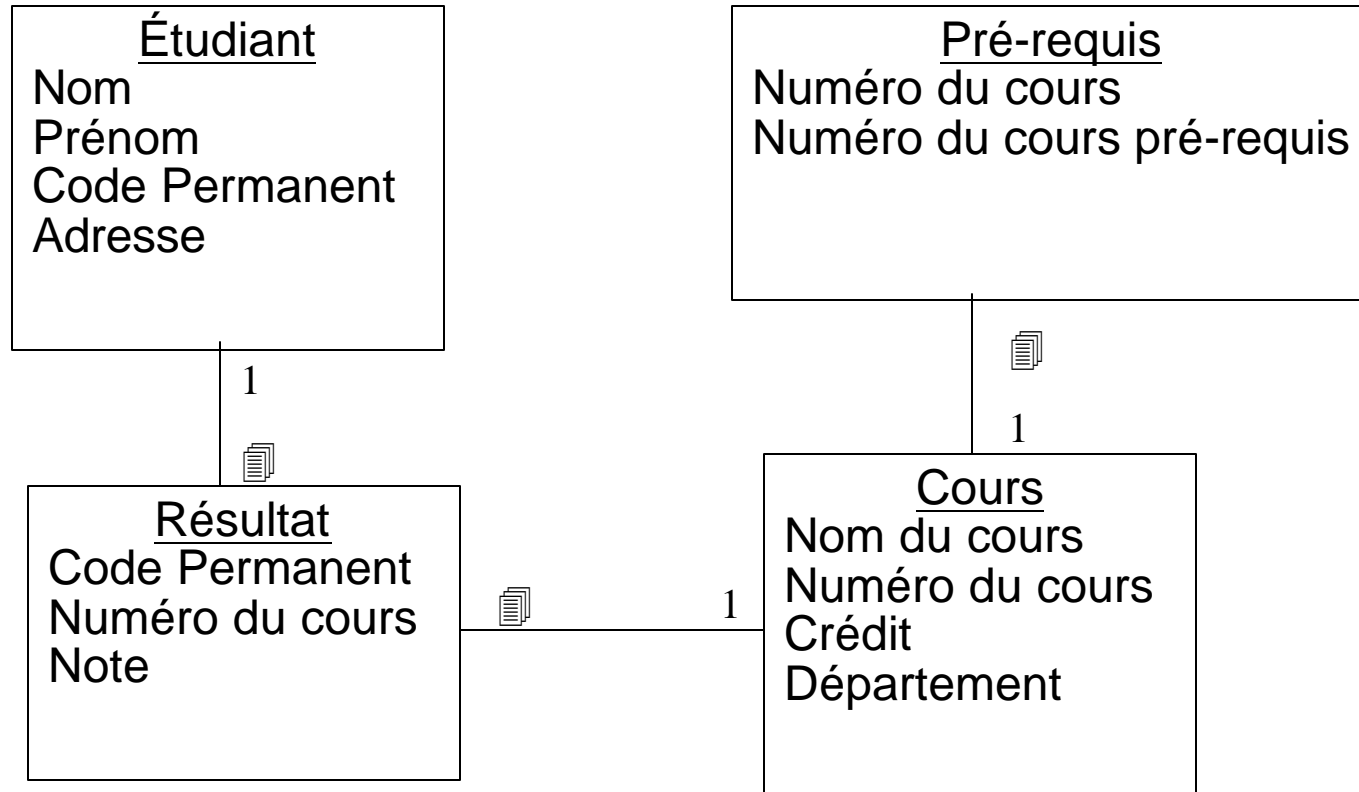 Étudiant
Nom
Prénom
Code Permanent
Adresse
Pré-requis
Numéro du cours
Numéro du cours pré-requis
1
1
Résultat
Code Permanent
Numéro du cours
Note
1
Cours
Nom du cours
Numéro du cours
Crédit
Département